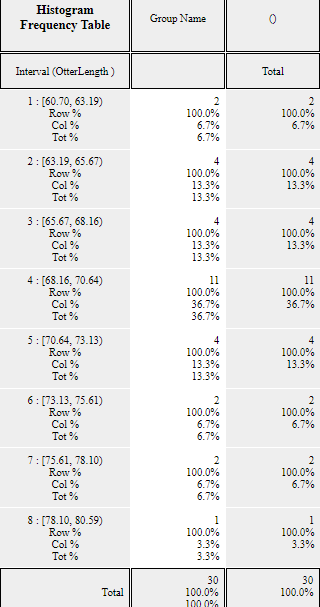 Histogram
Frequency Table
Group Name
()
Interval (OtterLength )
Total
1 : [60.70, 63.19) 2 2
Row % 100.0% 100.0%
Col % 6.7% 6.7%
Tot % 6.7%
2 : [63.19, 65.67) 4 4
Row % 100.0% 100.0%
Col % 13.3% 13.3%
Tot % 13.3%
3 : [65.67, 68.16) 4 4
Row % 100.0% 100.0%
Col % 13.3% 13.3%
Tot % 13.3%
4 : [68.16, 70.64) 11 11
Row % 100.0% 100.0%
Col % 36.7% 36.7%
Tot % 36.7%
5 : [70.64, 73.13) 4 4
Row % 100.0% 100.0%
Col % 13.3% 13.3%
Tot % 13.3%
6 : [73.13, 75.61) 2 2
Row % 100.0% 100.0%
Col % 6.7% 6.7%
Tot % 6.7%
7 : [75.61, 78.10) 2 2
Row % 100.0% 100.0%
Col % 6.7% 6.7%
Tot % 6.7%
8 : [78.10, 80.59) 1 1
Row % 100.0% 100.0%
Col % 3.3% 3.3%
Tot % 3.3%
30 30
Total 100.0% 100.0%
100.0%